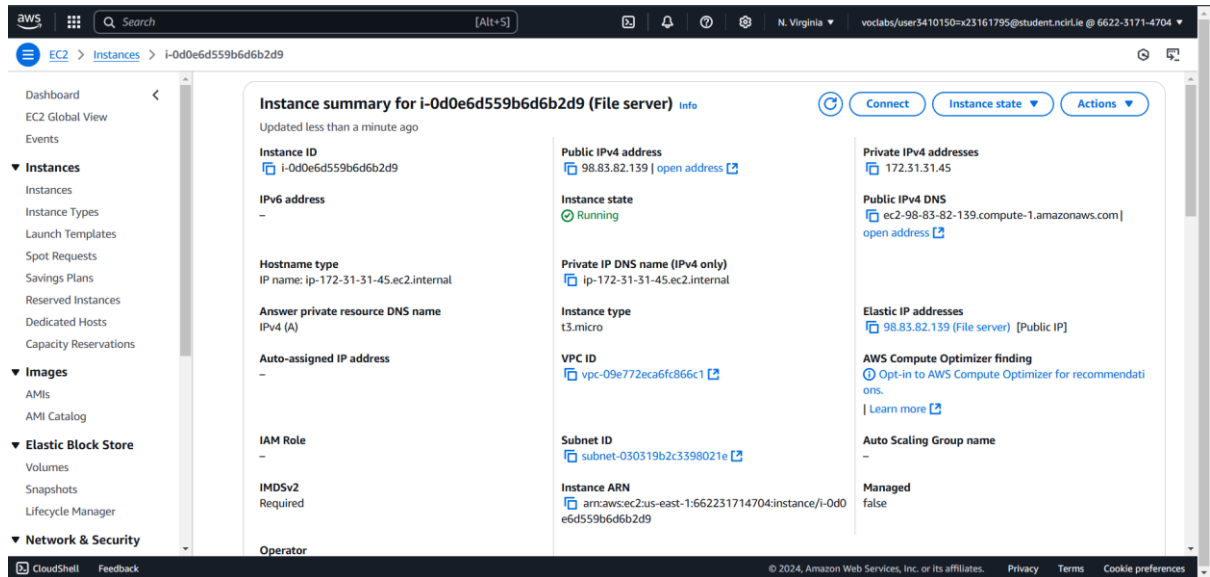 aws
Search [Alt+S]
N. Virginia ▼ voclabs/user3410150=x23161795@student.ncirl.ie @ 6622-3171-4704 ▼
EC2 > Instances > i-0d0e6d559b6d6b2d9
Dashboard
EC2 Global View
Events
▼ Instances
Instances
Instance Types
Launch Templates
Spot Requests
Savings Plans
Reserved Instances
Dedicated Hosts
Capacity Reservations
▼ Images
AMIs
AMI Catalog
▼ Elastic Block Store
Volumes
Snapshots
Lifecycle Manager
▼ Network & Security
Instance summary for i-0d0e6d559b6d6b2d9 (File server) Info
Connect Instance state ▼ Actions ▼
Updated less than a minute ago
Instance ID
i-0d0e6d559b6d6b2d9
Public IPv4 address
98.83.82.139 | open address
Private IPv4 addresses
172.31.31.45
IPv6 address
–
Instance state
Running
Public IPv4 DNS
ec2-98-83-82-139.compute-1.amazonaws.com |
open address
Hostname type
IP name: ip-172-31-31-45.ec2.internal
Private IP DNS name (IPv4 only)
ip-172-31-31-45.ec2.internal
Answer private resource DNS name
IPv4 (A)
Instance type
t3.micro
Elastic IP addresses
98.83.82.139 (File server) [Public IP]
Auto-assigned IP address
–
VPC ID
vpc-09e772eca6fc866c1
AWS Compute Optimizer finding
Opt-in to AWS Compute Optimizer for recommendati
ons.
| Learn more
IAM Role
–
Subnet ID
subnet-030319b2c3398021e
Auto Scaling Group name
–
IMDSv2
Required
Instance ARN
arn:aws:ec2:us-east-1:662231714704:instance/i-0d0
e6d559b6d6b2d9
Managed
false
Operator
CloudShell Feedback
© 2024, Amazon Web Services, Inc. or its affiliates. Privacy Terms Cookie preferences